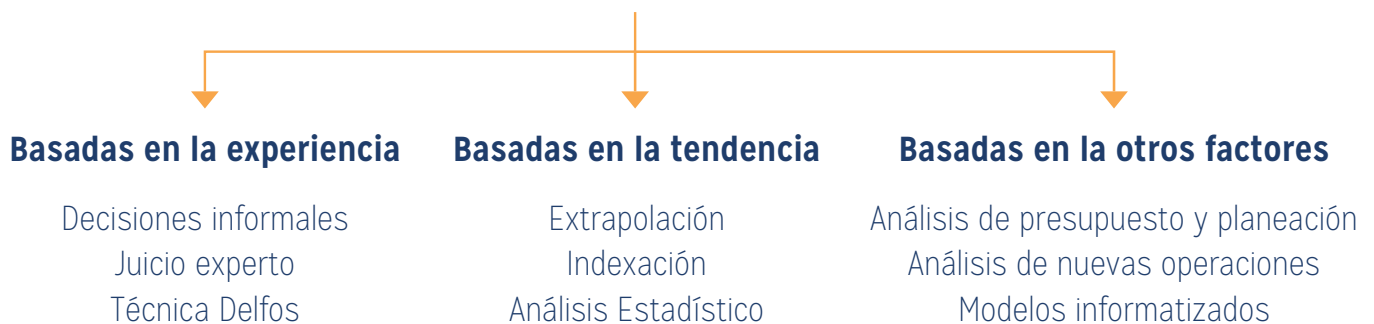 Basadas en la experiencia
Decisiones informales
Juicio experto
Técnica Delfos
Basadas en la tendencia
Extrapolación
Indexación
Análisis Estadístico
Basadas en la otros factores
Análisis de presupuesto y planeación
Análisis de nuevas operaciones
Modelos informatizados